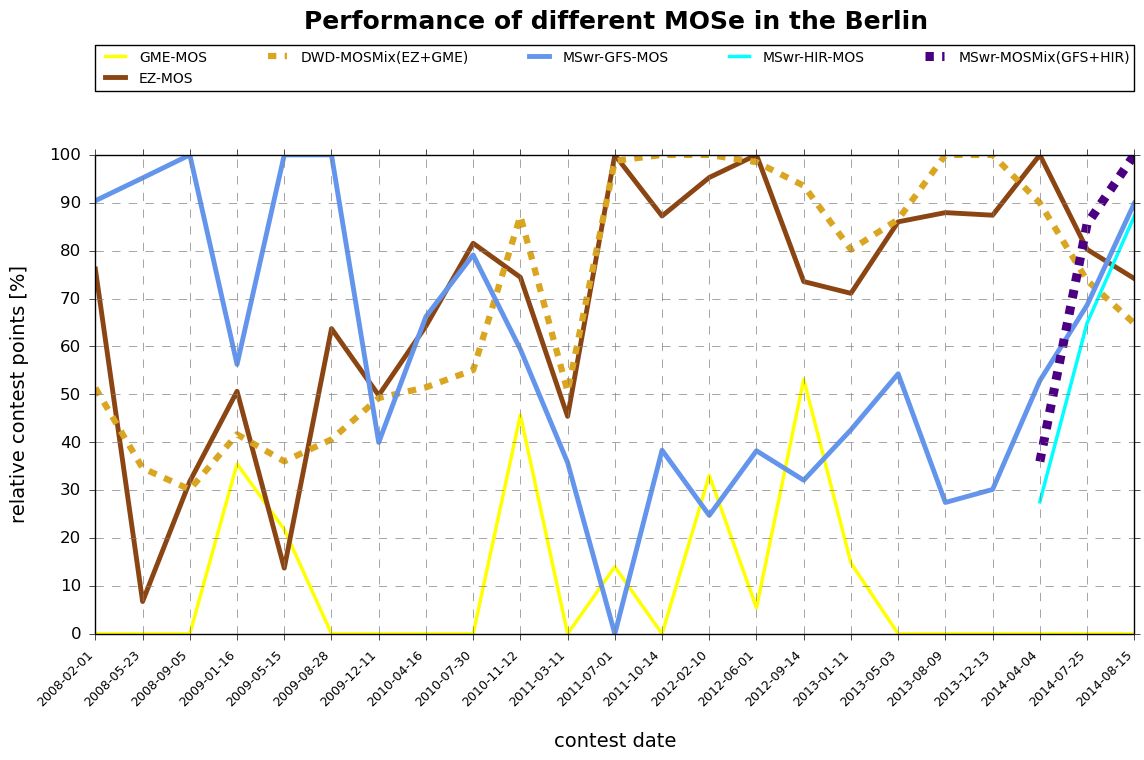 Performance of different MOSe in the Berlin
GME-MOS DWD-MOSMix(EZ+GME) MSwr-GFS-MOS MSwr-HIR-MOS MSwr-MOSMix(GFS+HIR)
EZ-MOS
100
90
80
70
60
50
40
30
20
10
0
relative contest points [%]
2008-02-01 2008-05-23 2008-09-05 2009-01-16 2009-05-15 2009-08-28 2009-12-11 2010-04-16 2010-07-30 2010-11-12 2011-03-11 2011-07-01 2011-10-14 2012-02-10 2012-06-01 2012-09-14 2013-01-11 2013-05-03 2013-08-09 2013-12-13 2014-04-04 2014-07-25 2014-08-15
contest date